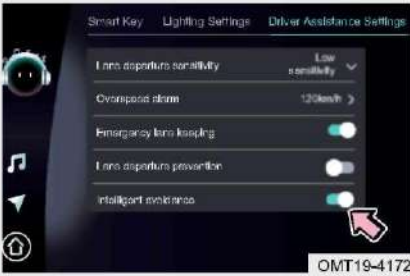 Smart Key Lighting Settings Driver Assistance Settings
Lane departure sensitivity Low sensitivity
Overspeed alarm 120km/h
Emergency lane keeping
Lane departure prevention
Intelligent avoidance
OMT19-4172